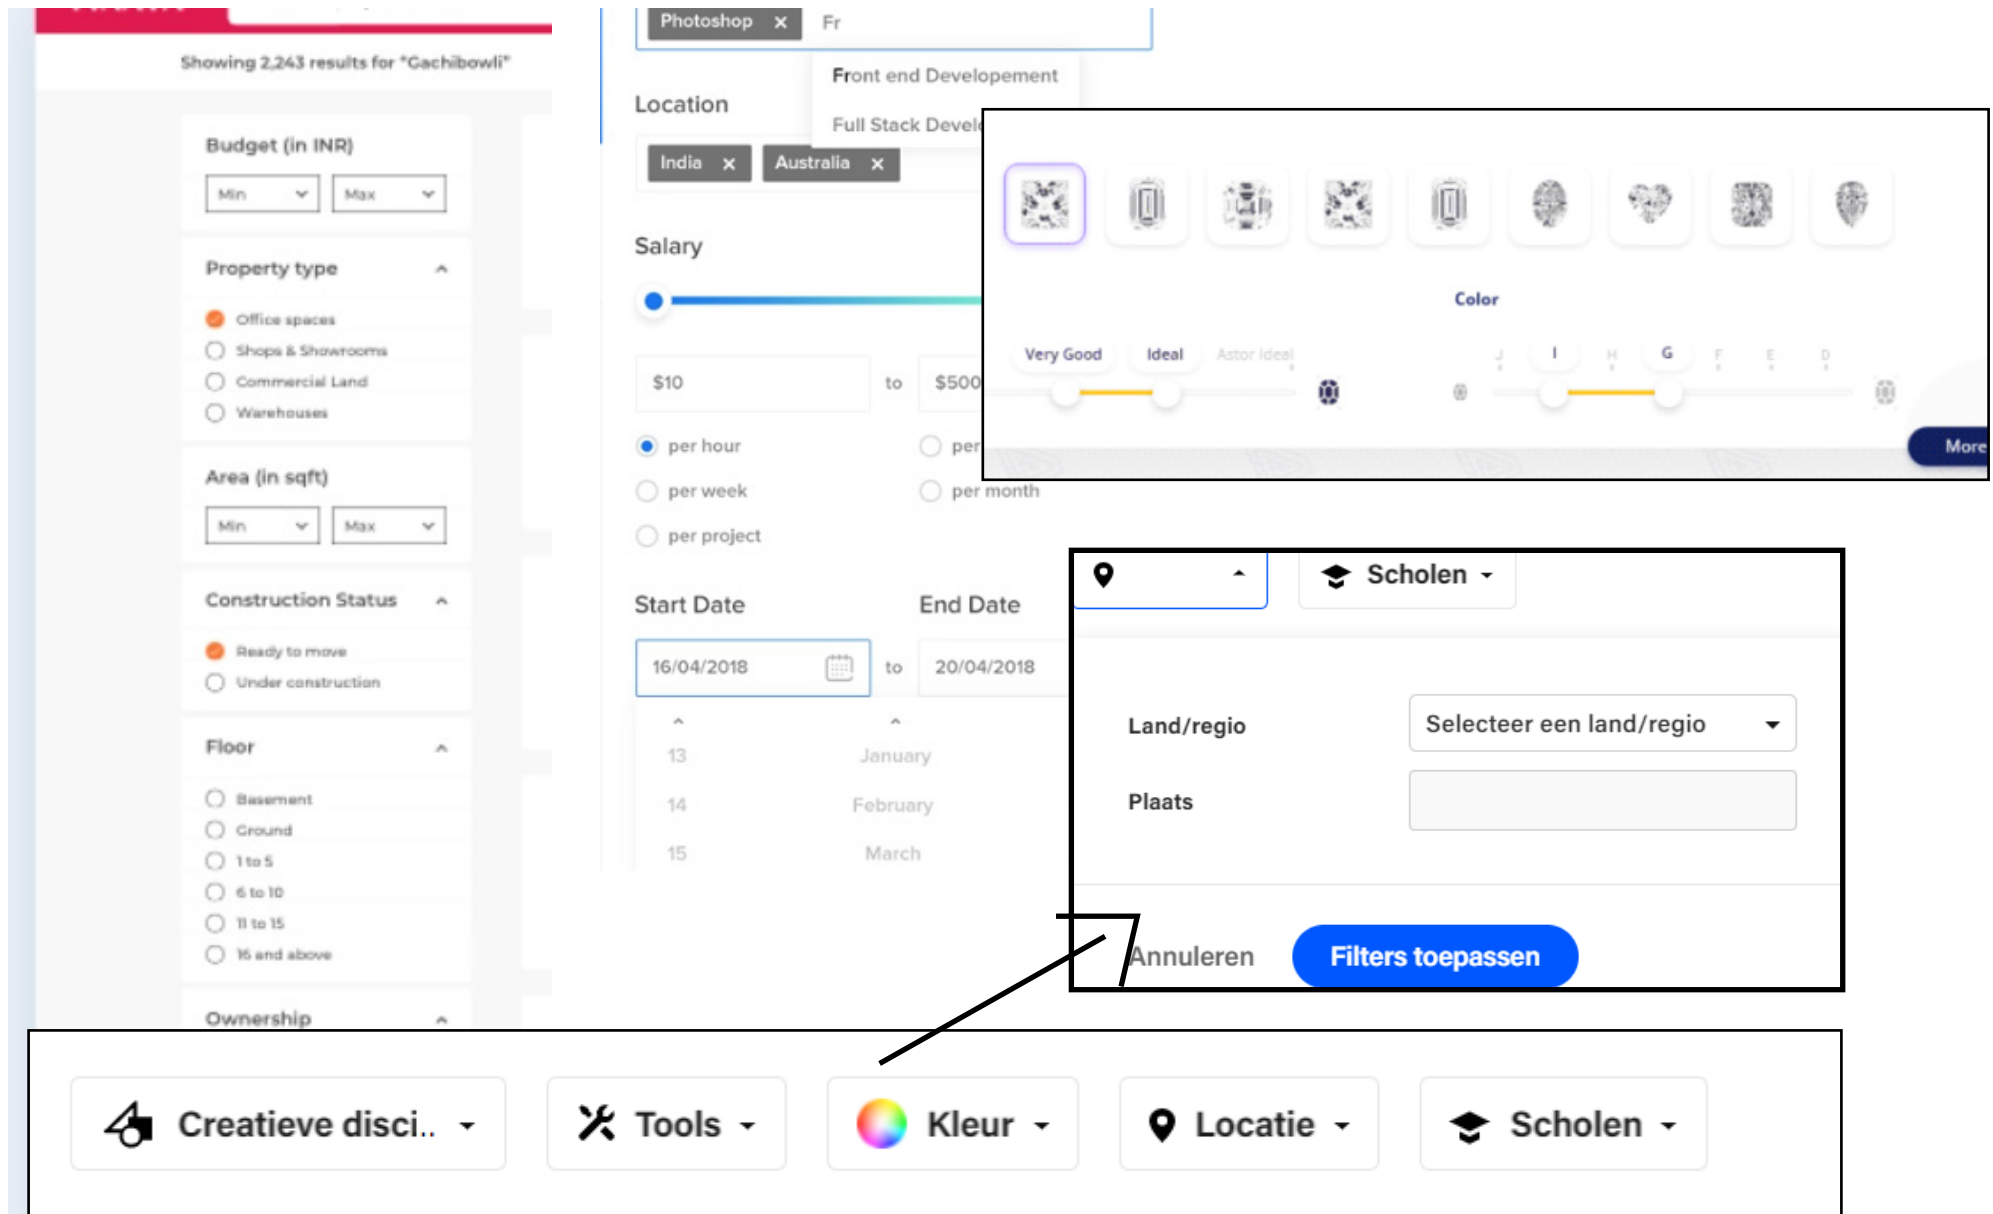 Showing 2,243 results for "Gachibowli"
Budget (in INR)
Min
Max
Property type
Office spaces
Shops & Showrooms
Commercial Land
Warehouses
Area (in sqft)
Min
Max
Construction Status
Ready to move
Under construction
Floor
Basement
Ground
1 to 5
6 to 10
11 to 15
16 and above
Ownership
Photoshop × Fr
Front end Developement
Full Stack Develo
Location
India × Australia ×
Salary
$10 to $500
per hour
per
per week
per month
per project
Start Date
End Date
16/04/2018 to 20/04/2018
13 January
14 February
15 March
Color
Very Good Ideal Astor Ideal
J I H G F E D
More
Scholen
Land/regio
Selecteer een land/regio
Plaats
Annuleren
Filters toepassen
Creatieve disci..
Tools
Kleur
Locatie
Scholen